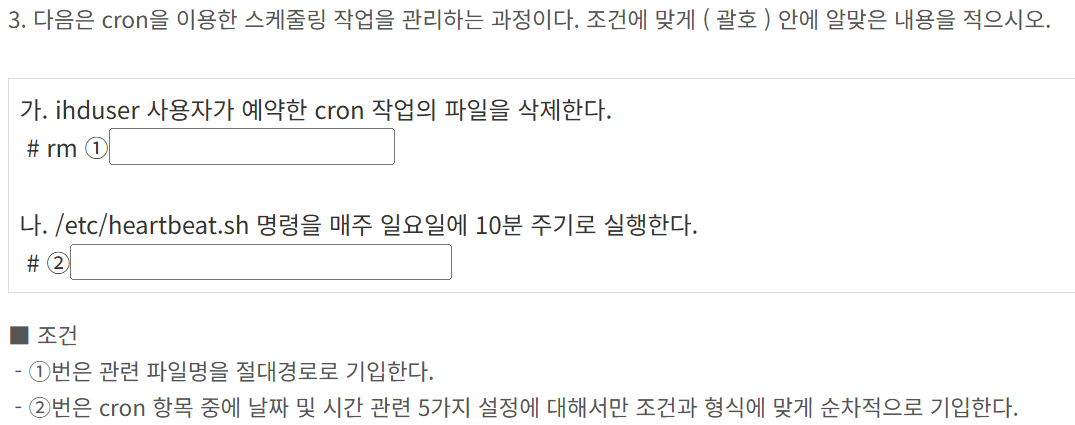 3. 다음은 cron을 이용한 스케줄링 작업을 관리하는 과정이다. 조건에 맞게 ( 괄호 ) 안에 알맞은 내용을 적으시오.
가. ihduser 사용자가 예약한 cron 작업의 파일을 삭제한다.
# rm ①
나. /etc/heartbeat.sh 명령을 매주 일요일에 10분 주기로 실행한다.
# ②
■ 조건
- ①번은 관련 파일명을 절대경로로 기입한다.
- ②번은 cron 항목 중에 날짜 및 시간 관련 5가지 설정에 대해서만 조건과 형식에 맞게 순차적으로 기입한다.